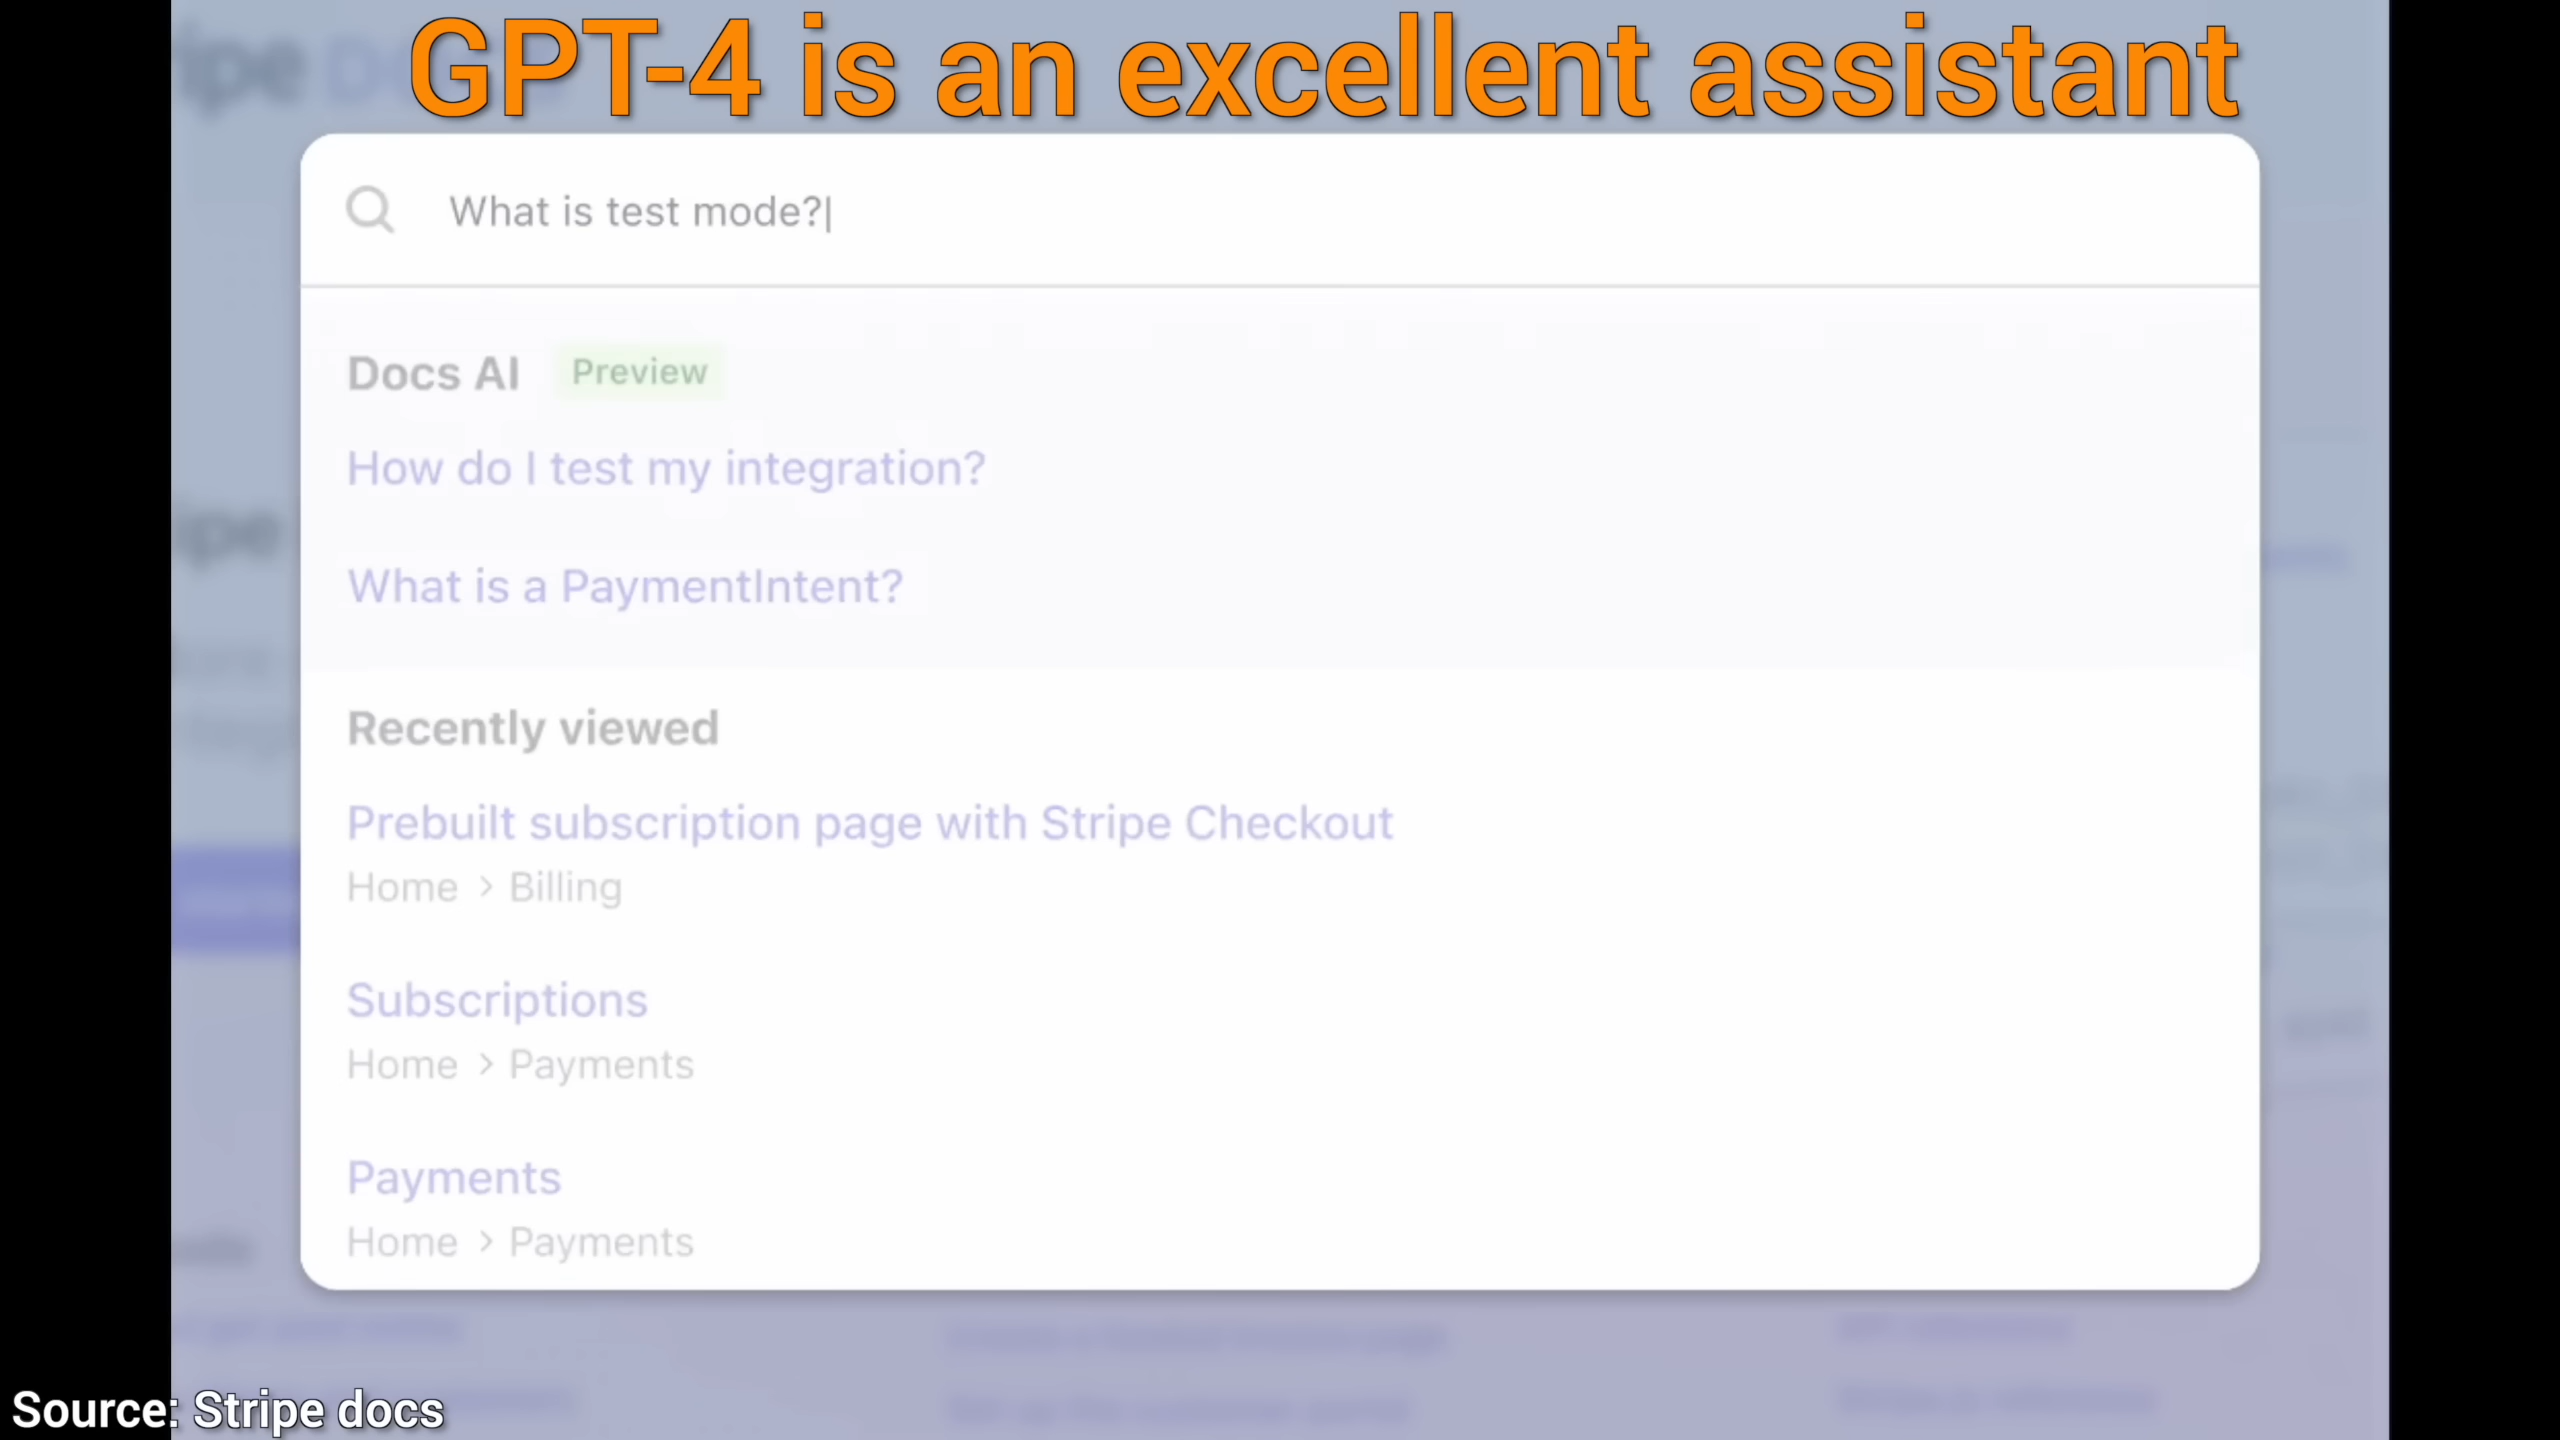 GPT-4 is an excellent assistant
ripe
What is test mode?
Docs AI Preview
How do I test my integration?
ipe
What is a PaymentIntent?
Recently viewed
Prebuilt subscription page with Stripe Checkout
Home > Billing
Subscriptions
Home > Payments
Payments
Home > Payments
Source: Stripe docs